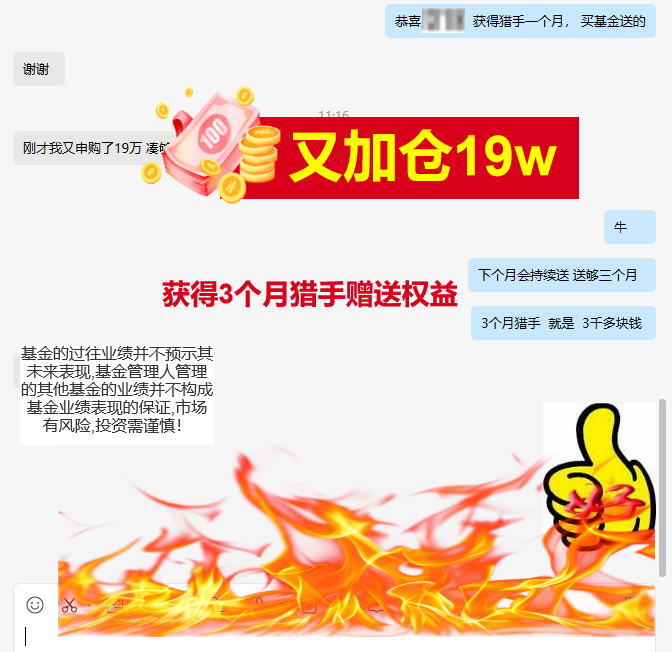 恭喜 获得猎手一个月， 买基金送的
谢谢
11:16
刚才我又申购了19万 凑
又加仓19w
牛
下个月会持续送 送够三个月
获得3个月猎手赠送权益
3个月猎手 就是 3千多块钱
基金的过往业绩并不预示其
未来表现,基金管理人管理
的其他基金的业绩并不构成
基金业绩表现的保证,市场
有风险,投资需谨慎!
100